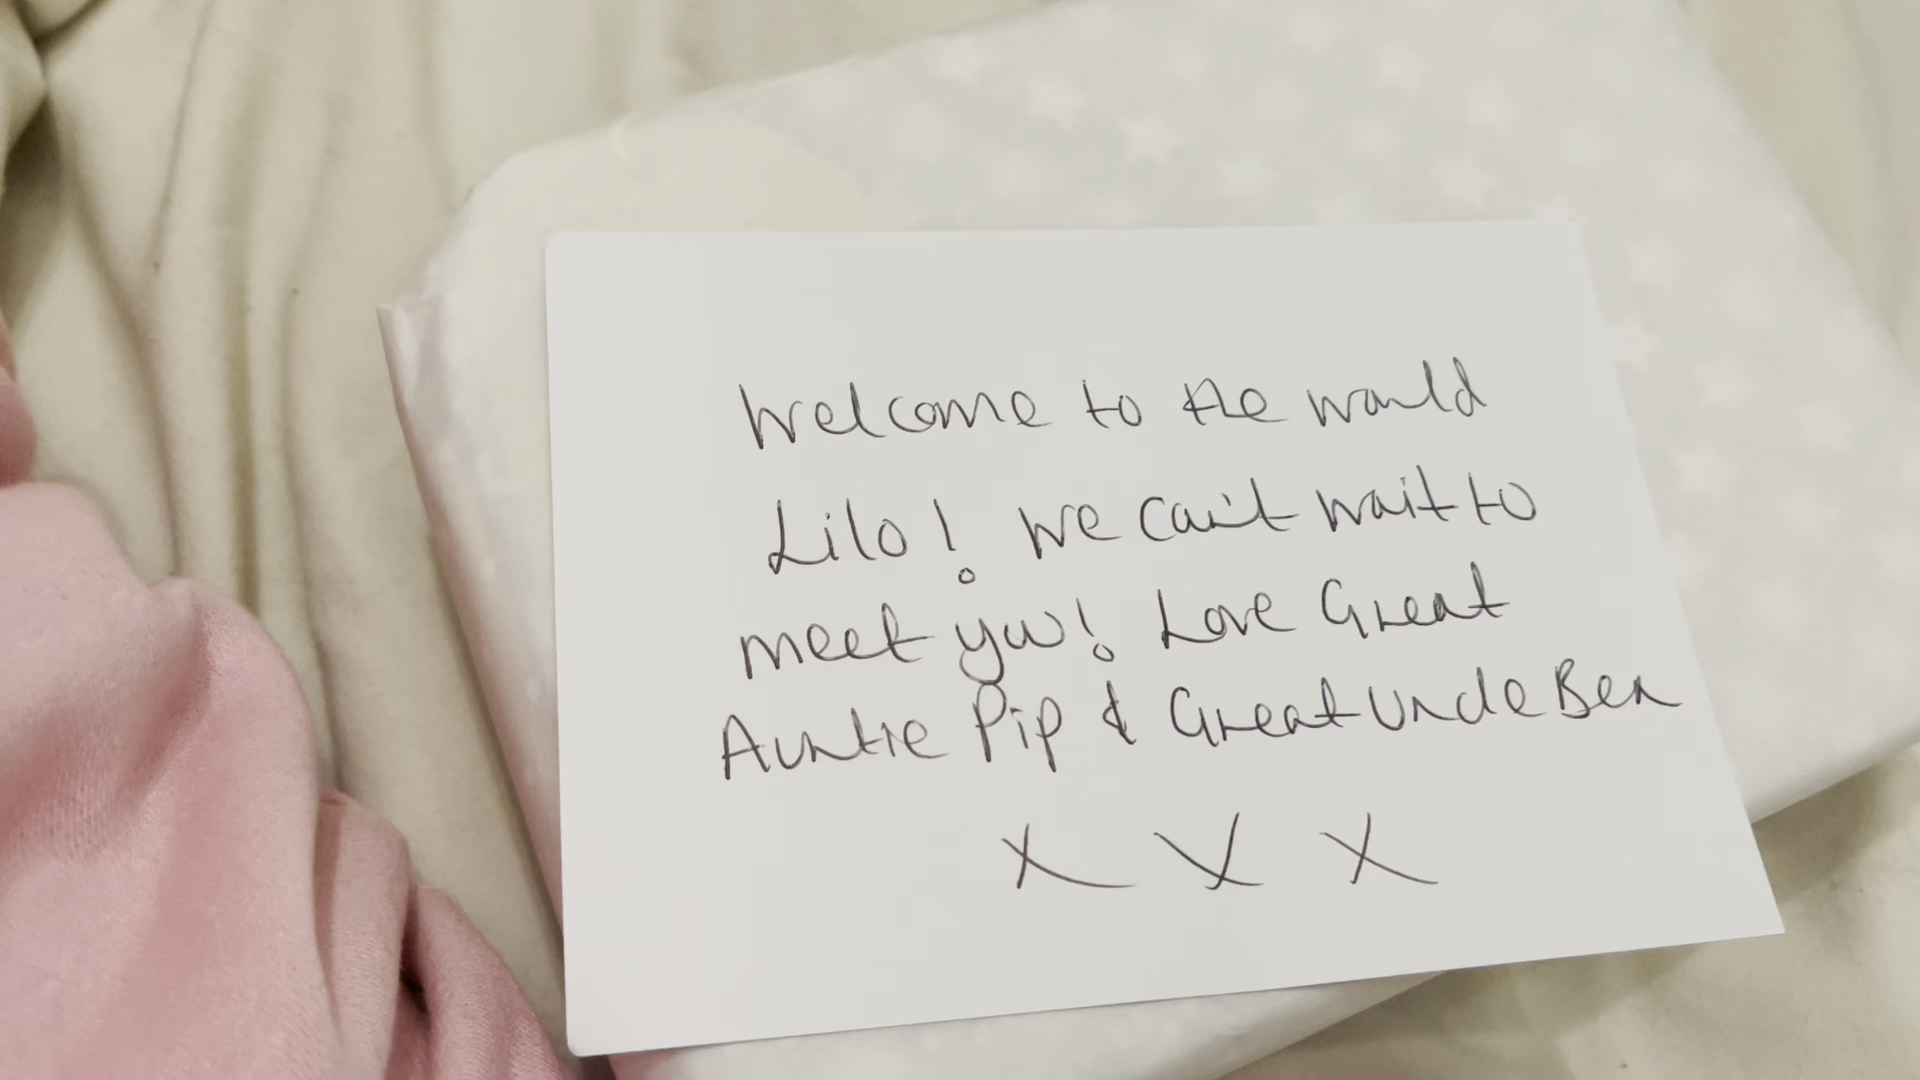 Welcome to the world
Lilo! We can't wait to
meet you! Love Great
Auntie Pip & Great Uncle Ben
x x x